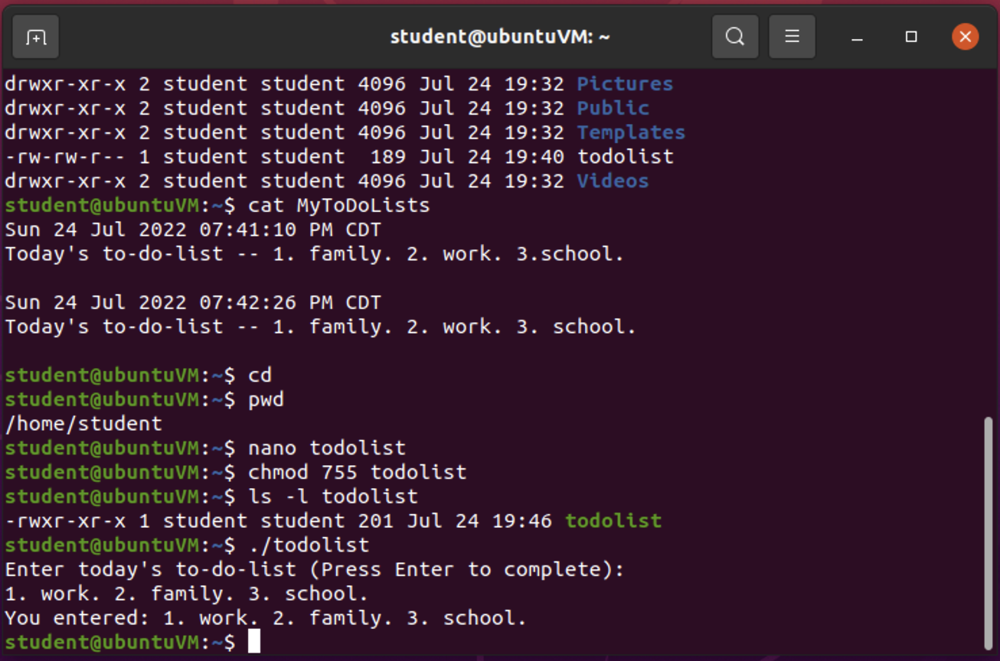 student@ubuntuVM: ~
drwxr-xr-x 2 student student 4096 Jul 24 19:32 Pictures
drwxr-xr-x 2 student student 4096 Jul 24 19:32 Public
drwxr-xr-x 2 student student 4096 Jul 24 19:32 Templates
-rw-rw-r-- 1 student student  189 Jul 24 19:40 todolist
drwxr-xr-x 2 student student 4096 Jul 24 19:32 Videos
student@ubuntuVM:~$ cat MyToDoLists
Sun 24 Jul 2022 07:41:10 PM CDT
Today's to-do-list -- 1. family. 2. work. 3.school.
Sun 24 Jul 2022 07:42:26 PM CDT
Today's to-do-list -- 1. family. 2. work. 3. school.
student@ubuntuVM:~$ cd
student@ubuntuVM:~$ pwd
/home/student
student@ubuntuVM:~$ nano todolist
student@ubuntuVM:~$ chmod 755 todolist
student@ubuntuVM:~$ ls -l todolist
-rwxr-xr-x 1 student student 201 Jul 24 19:46 todolist
student@ubuntuVM:~$ ./todolist
Enter today's to-do-list (Press Enter to complete):
1. work. 2. family. 3. school.
You entered: 1. work. 2. family. 3. school.
student@ubuntuVM:~$